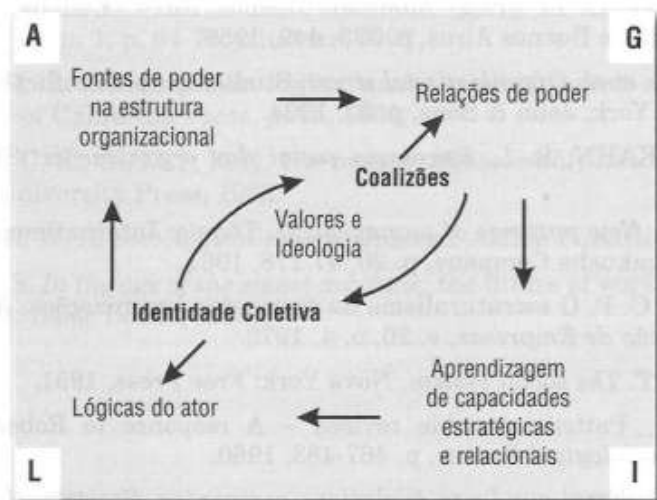 A
G
Fontes de poder
na estrutura
organizacional
Relações de poder
Coalizões
Valores e
Ideologia
Identidade Coletiva
Lógicas do ator
Aprendizagem
de capacidades
estratégicas
e relacionais
L
I